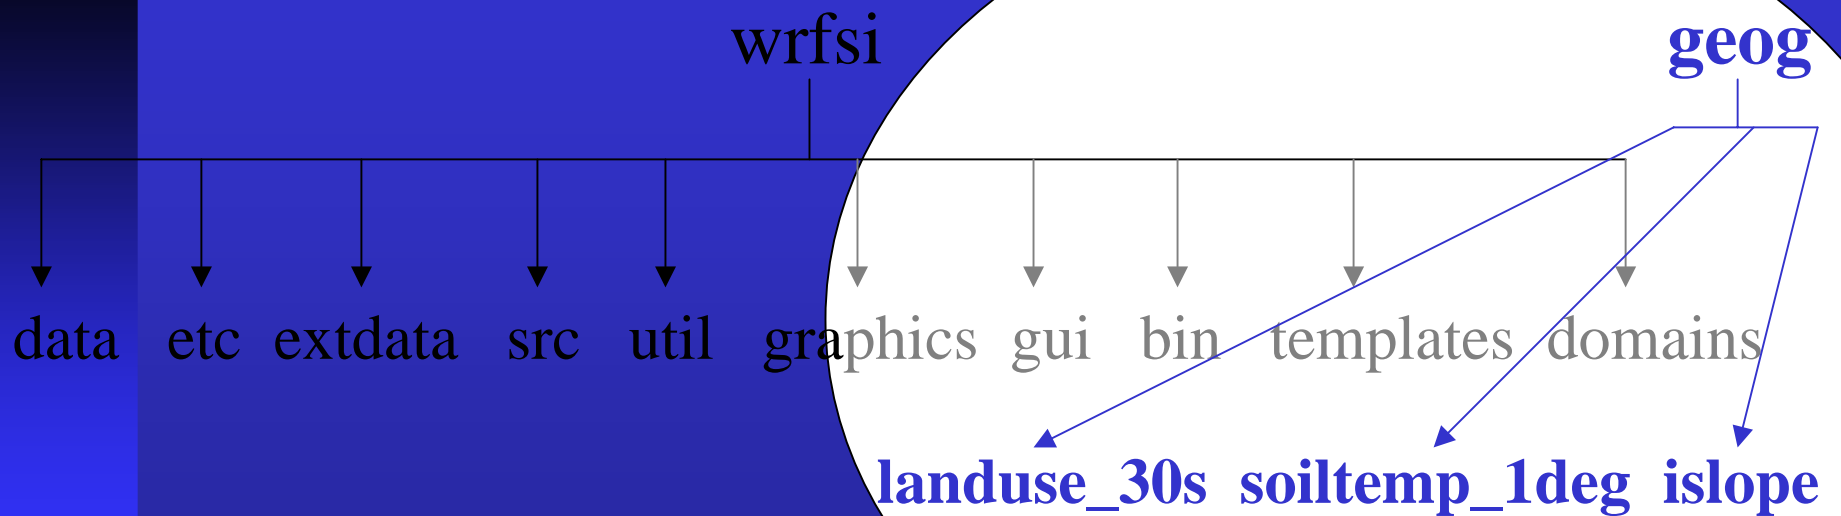 wrfsi geog
data etc extdata src util graphics gui bin templates domains
landuse_30s soiltemp_1deg islope